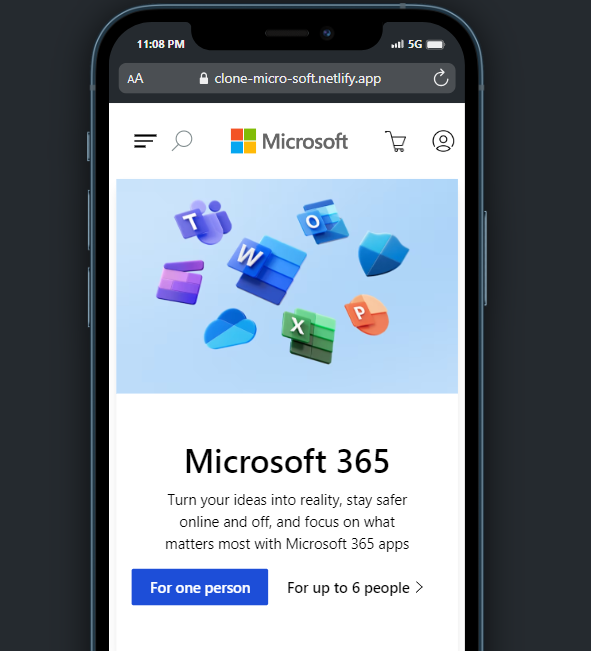 11:08 PM
5G
AA
clone-micro-soft.netlify.app
Microsoft
T
O
W
X
P
Microsoft 365
Turn your ideas into reality, stay safer
online and off, and focus on what
matters most with Microsoft 365 apps
For one person
For up to 6 people